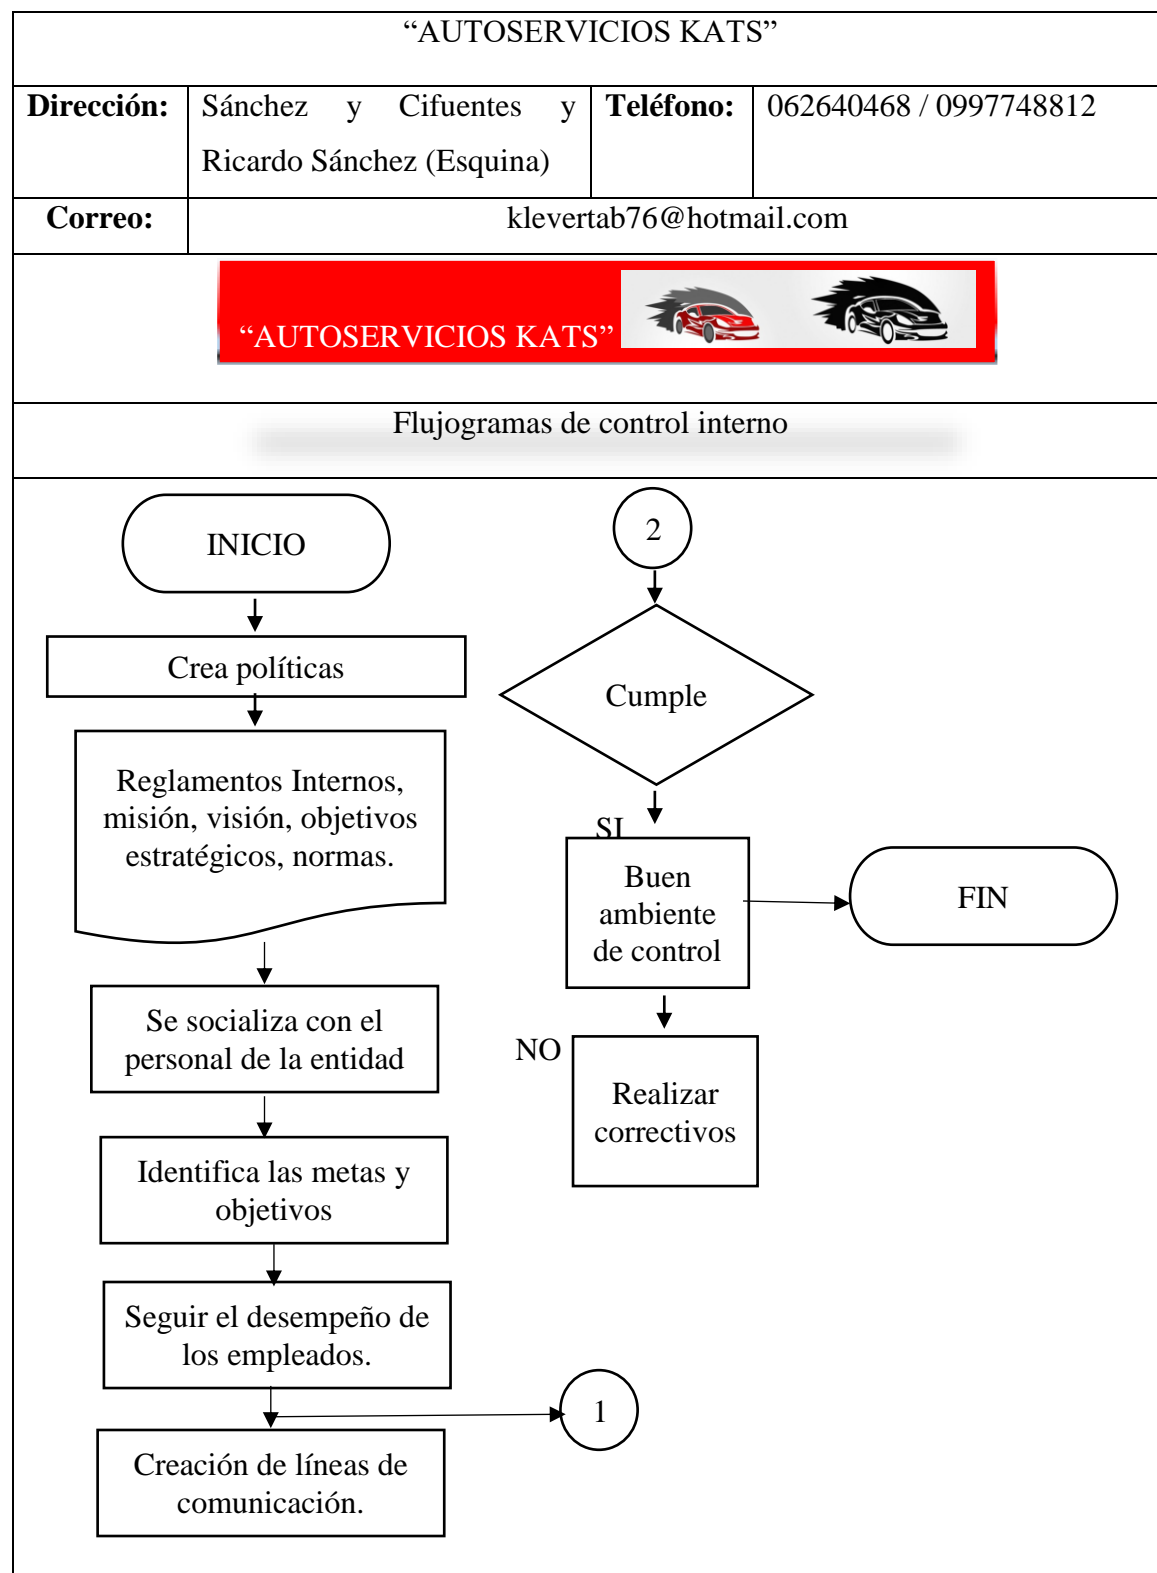 “AUTOSERVICIOS KATS”
Dirección:
Sánchez y Cifuentes y
Ricardo Sánchez (Esquina)
Teléfono:
062640468 / 0997748812
Correo:
klevertab76@hotmail.com
“AUTOSERVICIOS KATS”
Flujogramas de control interno
INICIO
Crea políticas
Reglamentos Internos,
misión, visión, objetivos
estratégicos, normas.
Se socializa con el
personal de la entidad
Identifica las metas y
objetivos
Seguir el desempeño de
los empleados.
1
Creación de líneas de
comunicación.
2
Cumple
SI
Buen
ambiente
de control
FIN
NO
Realizar
correctivos